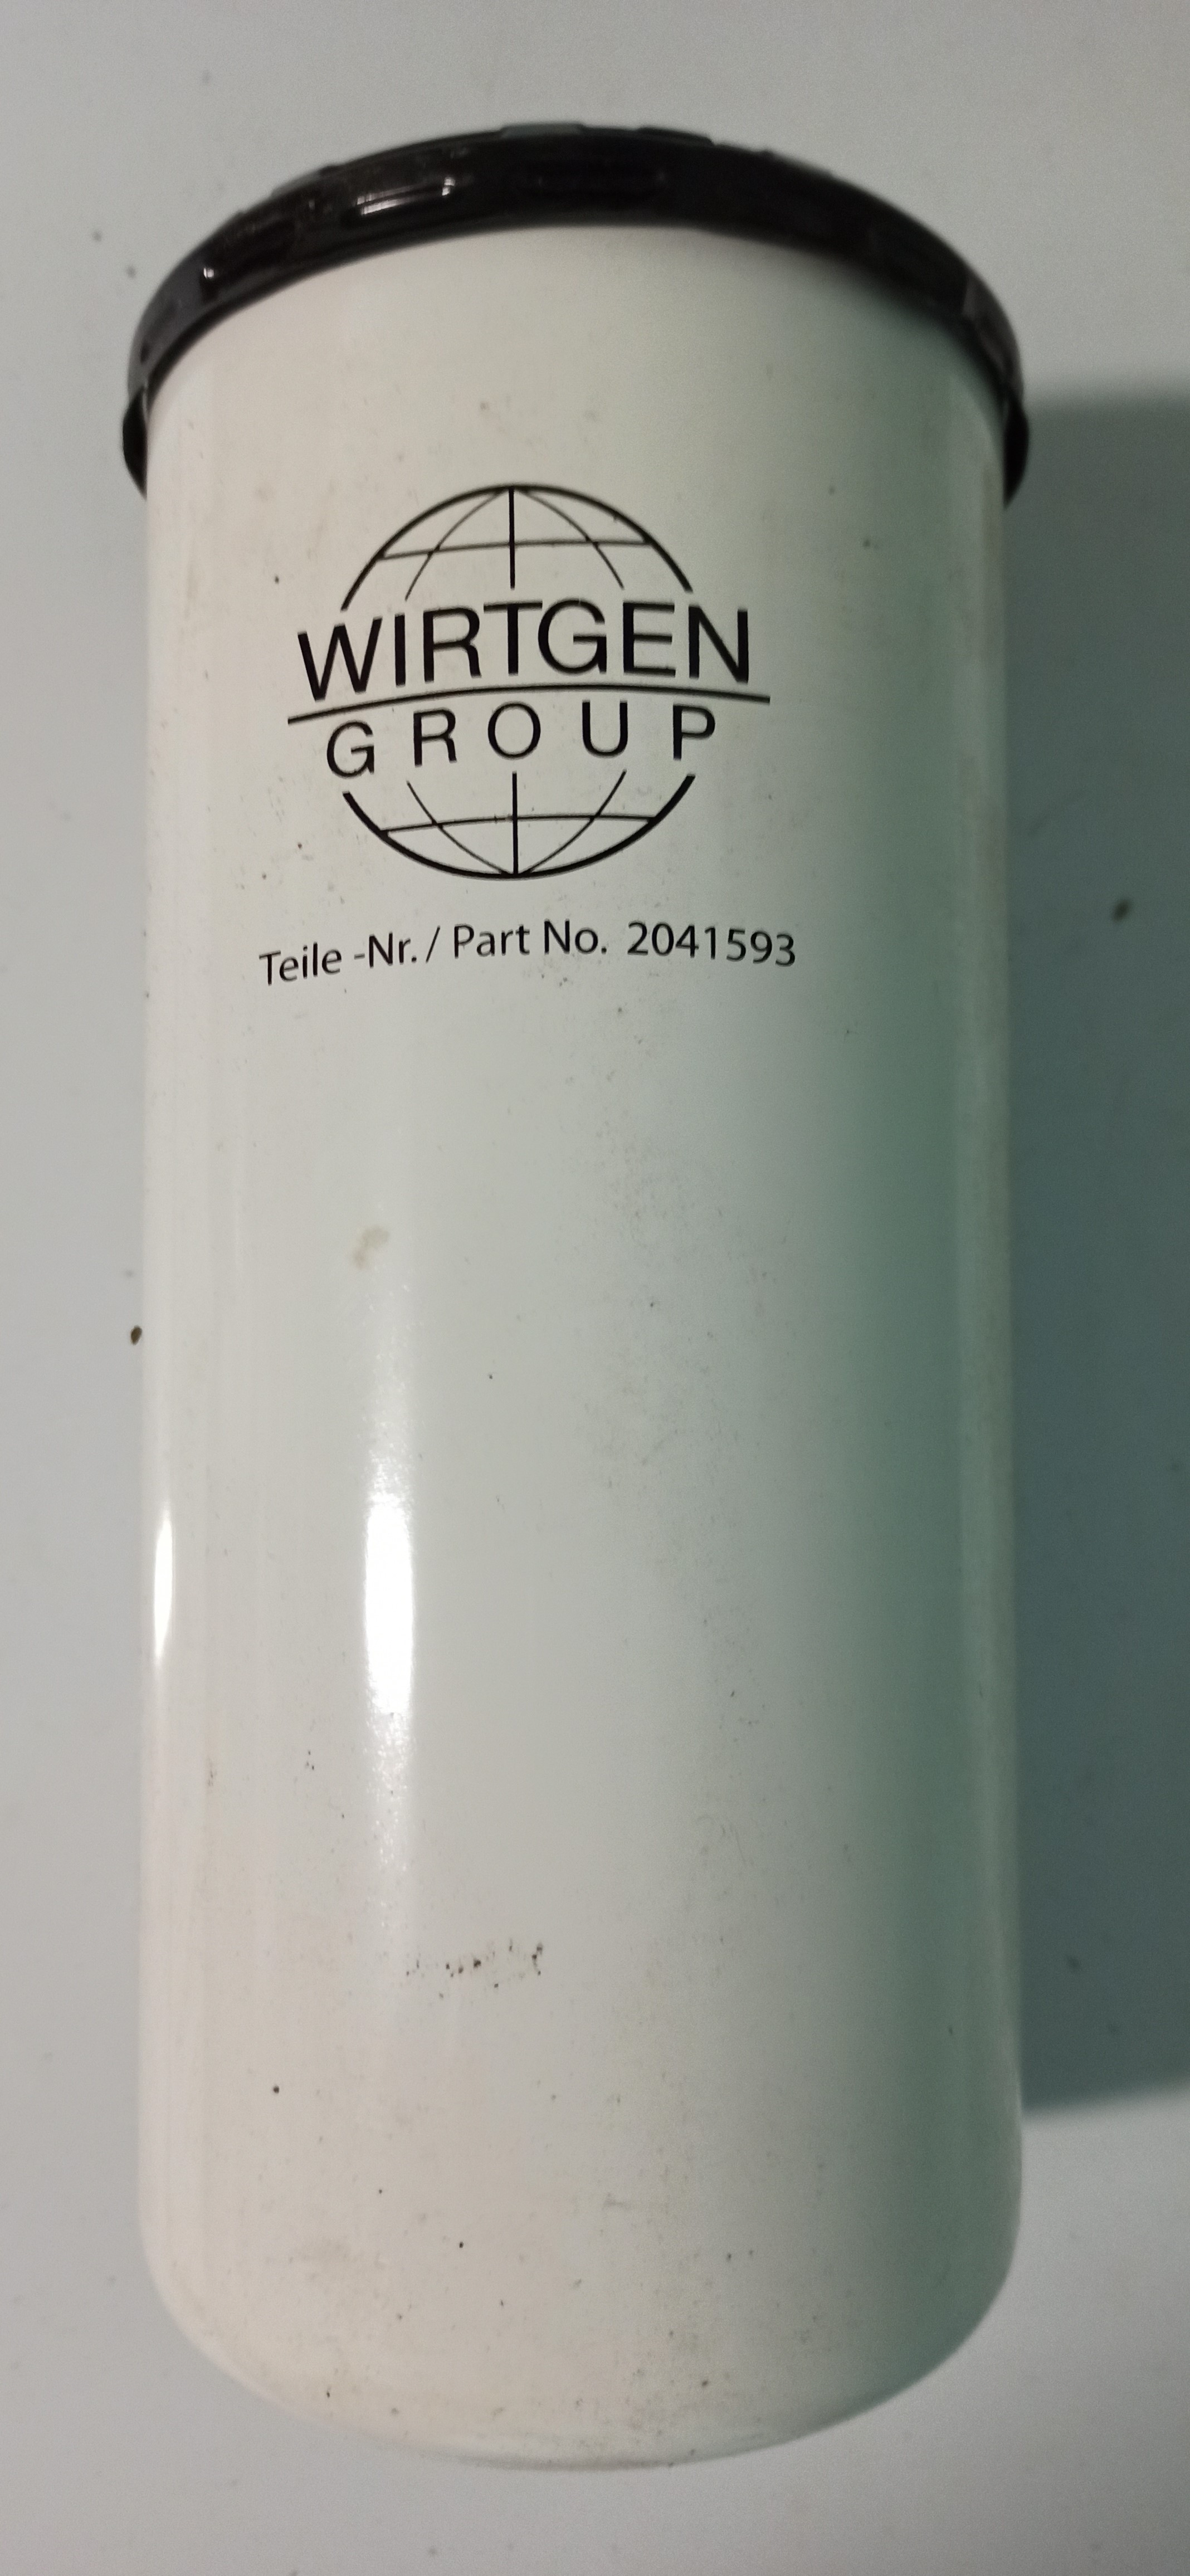 WIRTGEN
GROUP
Teile -Nr. / Part No. 2041593